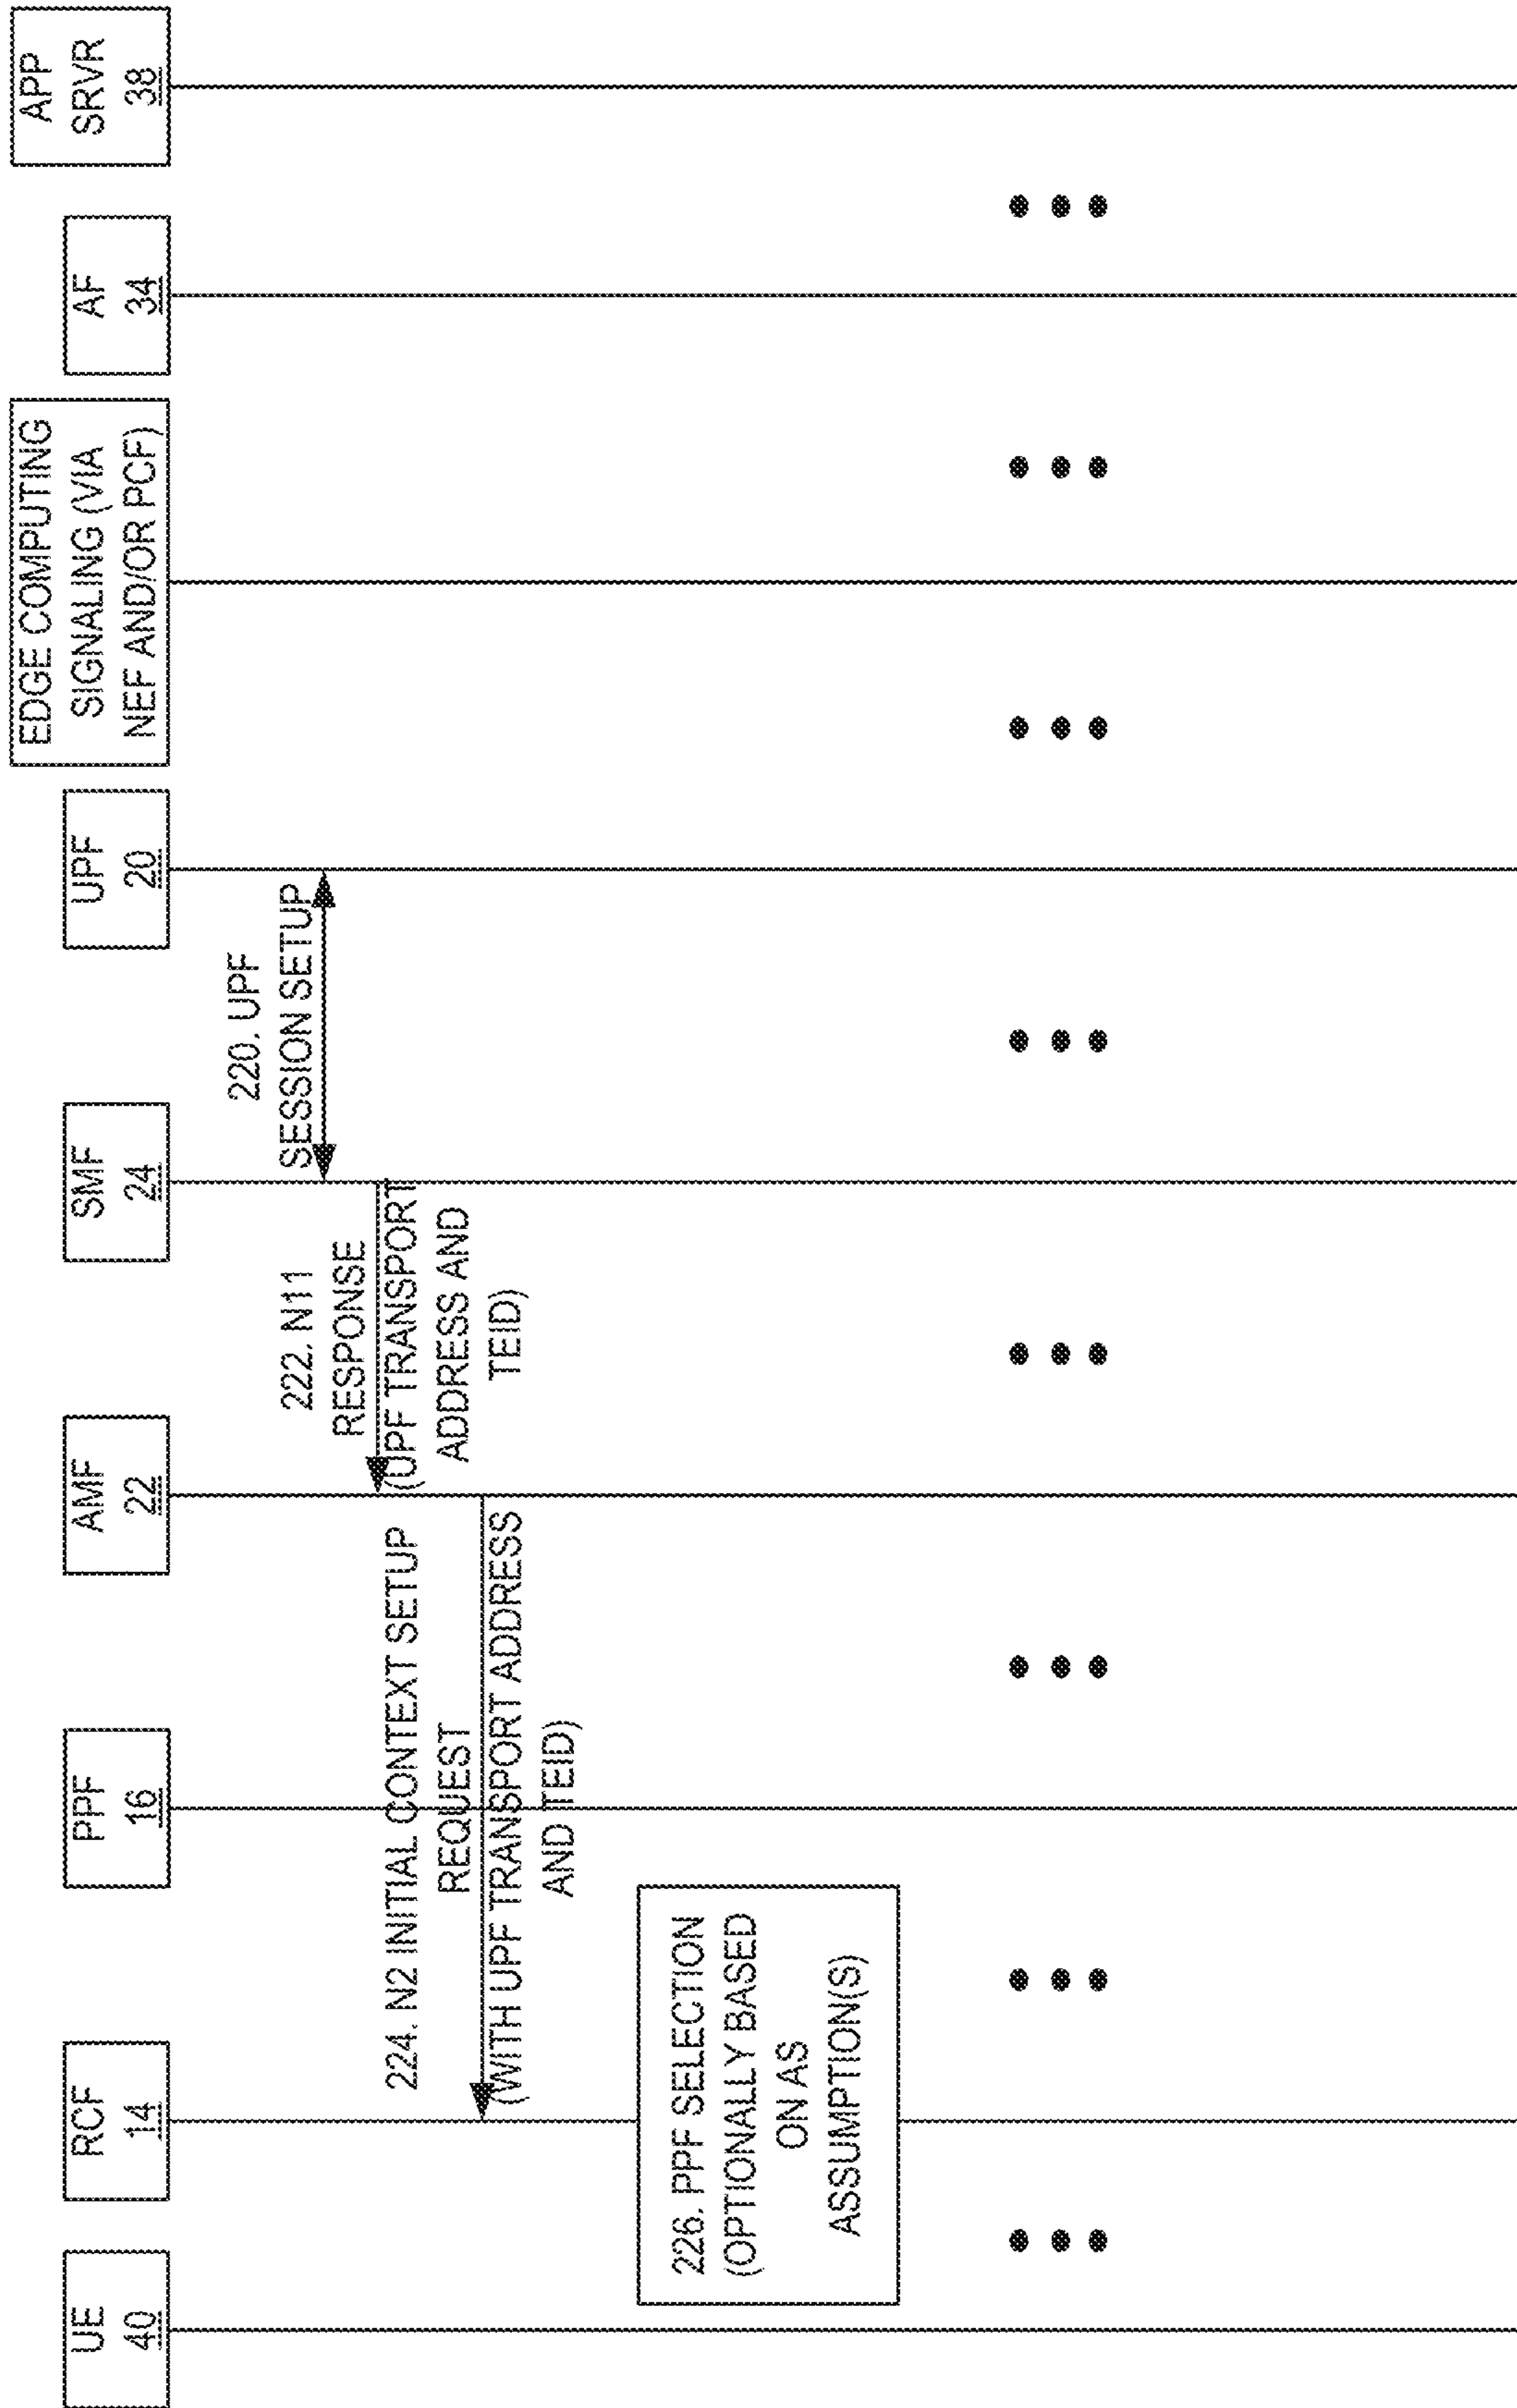 UE
40
RCF
14
PPF
16
AMF
22
SMF
24
UPF
20
EDGE COMPUTING
SIGNALING (VIA
NEF AND/OR PCF)
AF
34
APP
SRVR
38
220. UPF
SESSION SETUP
222. N11
RESPONSE
(UPF TRANSPORT
ADDRESS AND
TEID)
224. N2 INITIAL CONTEXT SETUP
REQUEST
(WITH UPF TRANSPORT ADDRESS
AND TEID)
226. PPF SELECTION
(OPTIONALLY BASED
ON AS
ASSUMPTION(S)